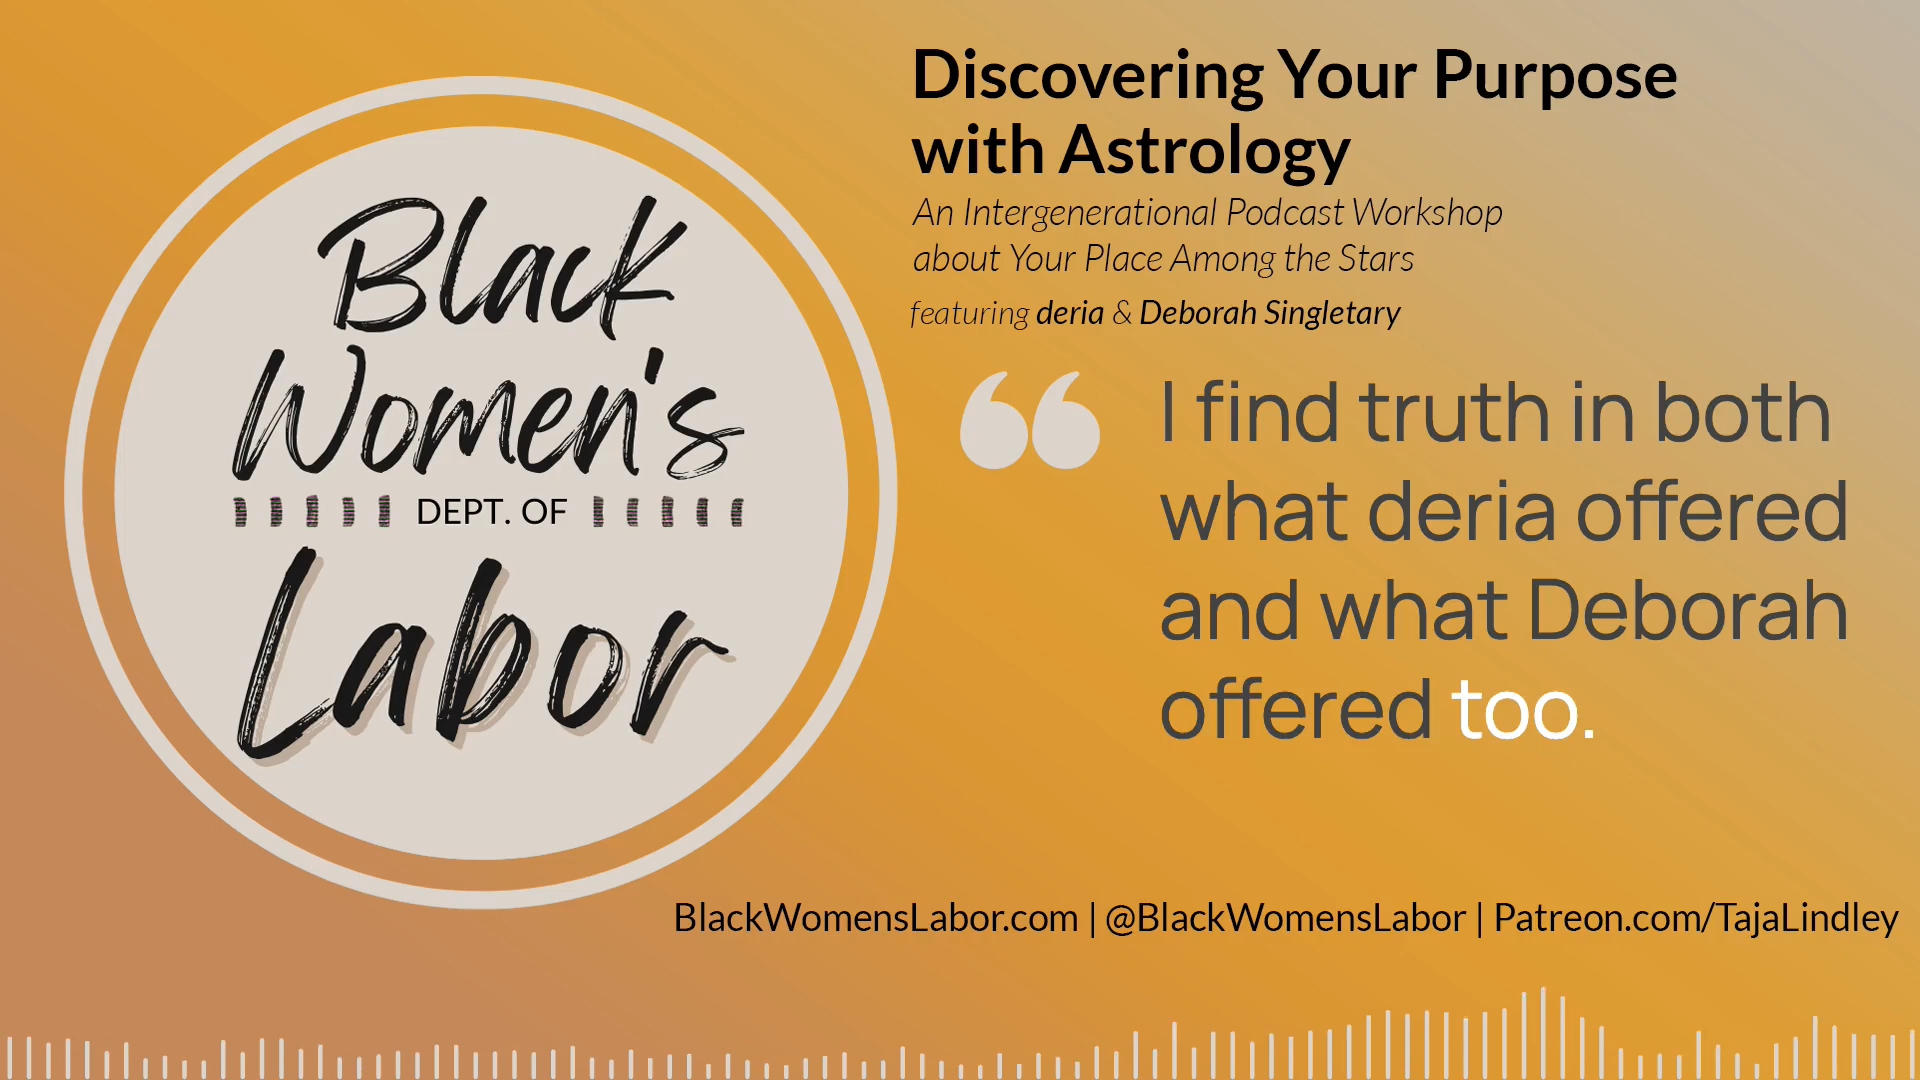 Black
Women's
DEPT. OF
Labor
Discovering Your Purpose
with Astrology
An Intergenerational Podcast Workshop
about Your Place Among the Stars
featuring deria & Deborah Singletary
“
I find truth in both
what deria offered
and what Deborah
offered too.
BlackWomensLabor.com | @BlackWomensLabor | Patreon.com/TajaLindley